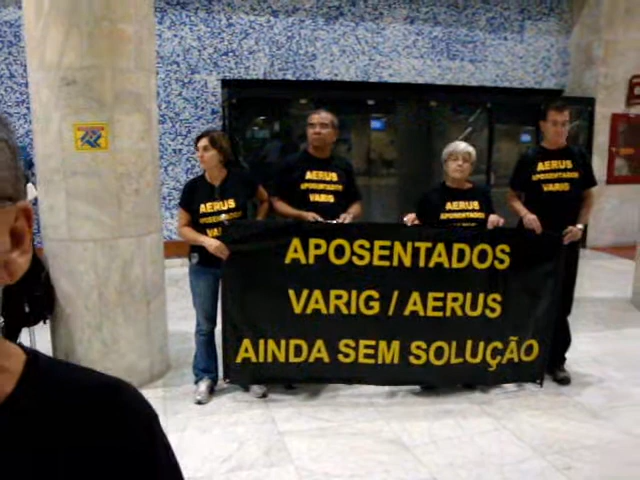 AERUS
APOSENTADOS
VARIG
AERUS
APOSENTADOS
VARIG
AERUS
APOSENTADOS
AERUS
APOSENTADOS
VARIG
APOSENTADOS
VARIG / AERUS
AINDA SEM SOLUÇÃO